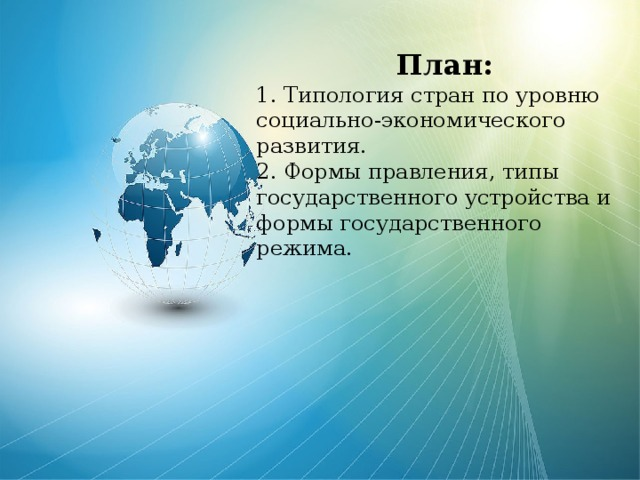 План:
1. Типология стран по уровню
социально-экономического
развития.
2. Формы правления, типы
государственного устройства и
формы государственного
режима.